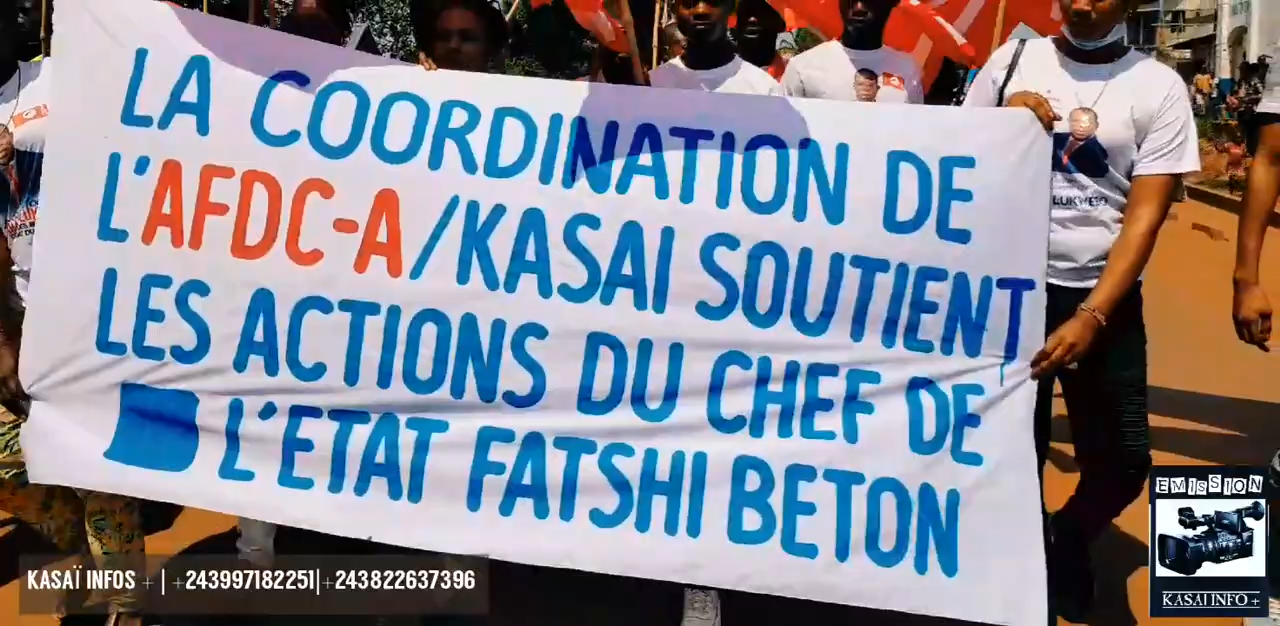 LA COORDINATION DE
L'AFDC-A/KASAI SOUTIENT
LES ACTIONS DU CHEF DE
L'ETAT FATSHI BETON
LUKWEBO
KASAÏ INFOS + | +243997182251|+243822637396
EMISSION
KASAI INFO +